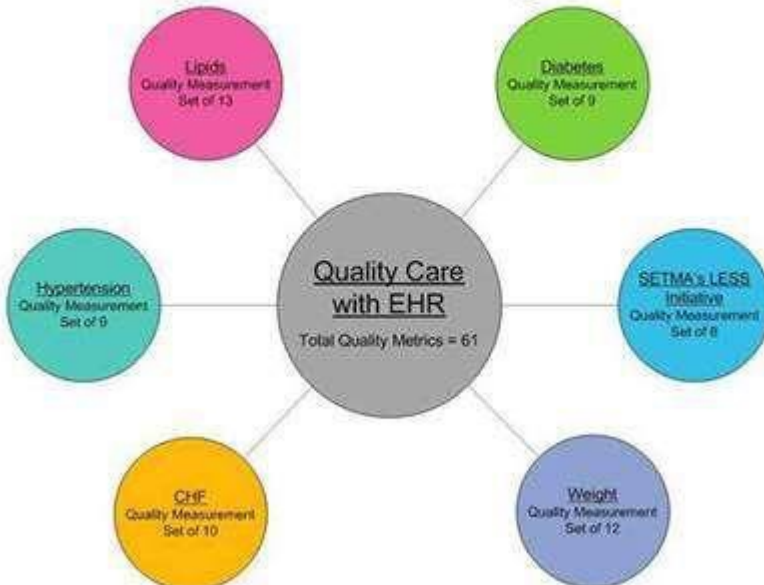 Lipids
Quality Measurement
Set of 13
Diabetes
Quality Measurement
Set of 9
Hypertension
Quality Measurement
Set of 9
Quality Care
with EHR
Total Quality Metrics = 61
SETMA's LESS
Initiative
Quality Measurement
Set of 8
CHF
Quality Measurement
Set of 10
Weight
Quality Measurement
Set of 12